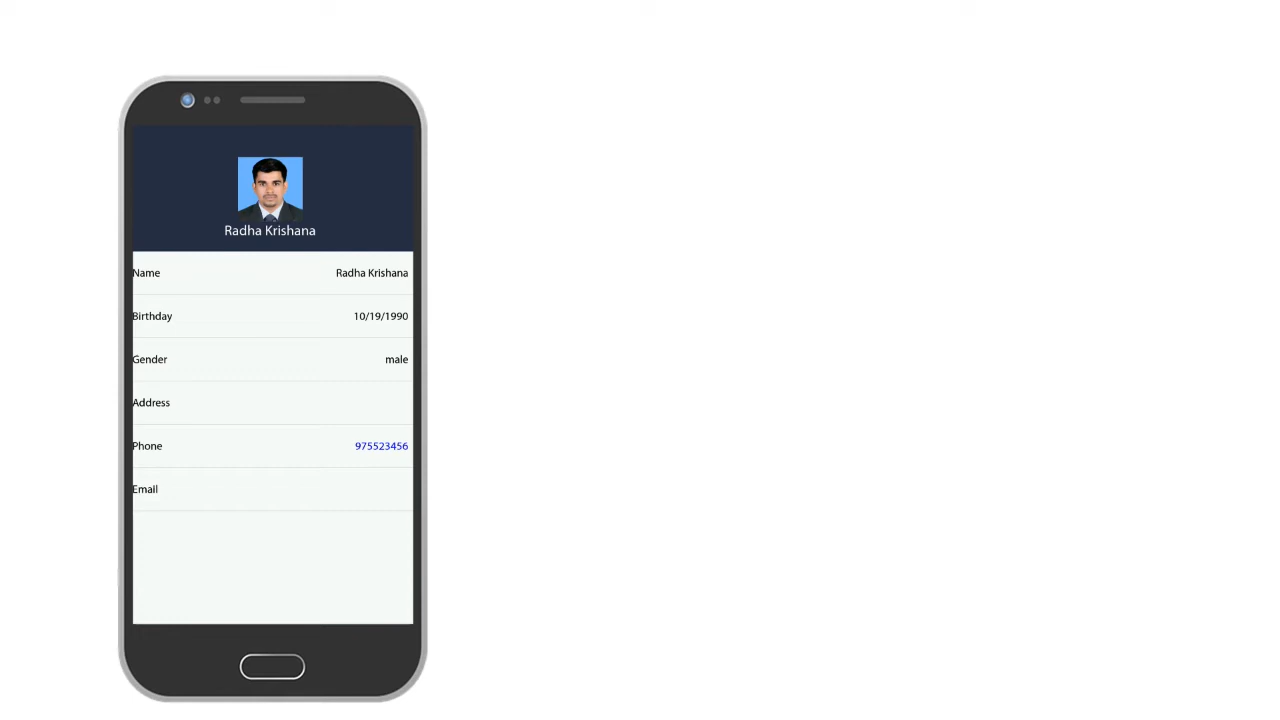 Radha Krishana
Name Radha Krishana
Birthday 10/19/1990
Gender male
Address
Phone 975523456
Email